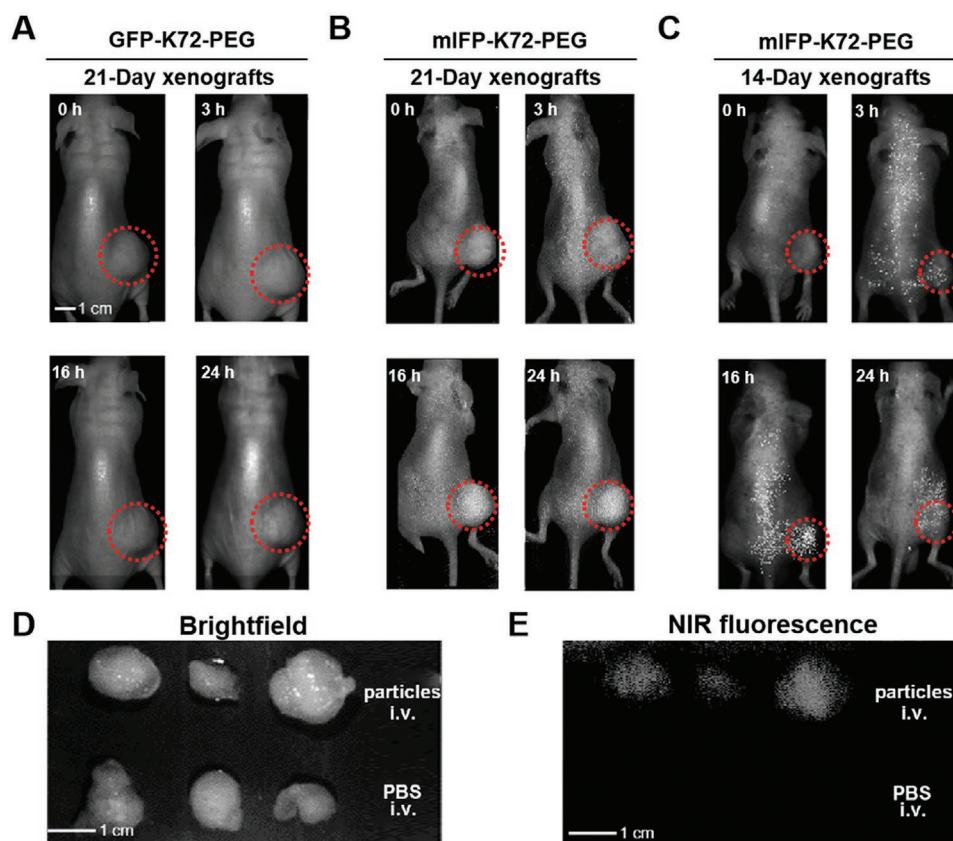 A
GFP-K72-PEG
21-Day xenografts
0 h
3 h
1 cm
16 h
24 h
B
mIFP-K72-PEG
21-Day xenografts
0 h
3 h
16 h
24 h
C
mIFP-K72-PEG
14-Day xenografts
0 h
3 h
16 h
24 h
D
Brightfield
particles
i.v.
PBS
i.v.
1 cm
E
NIR fluorescence
particles
i.v.
PBS
i.v.
1 cm